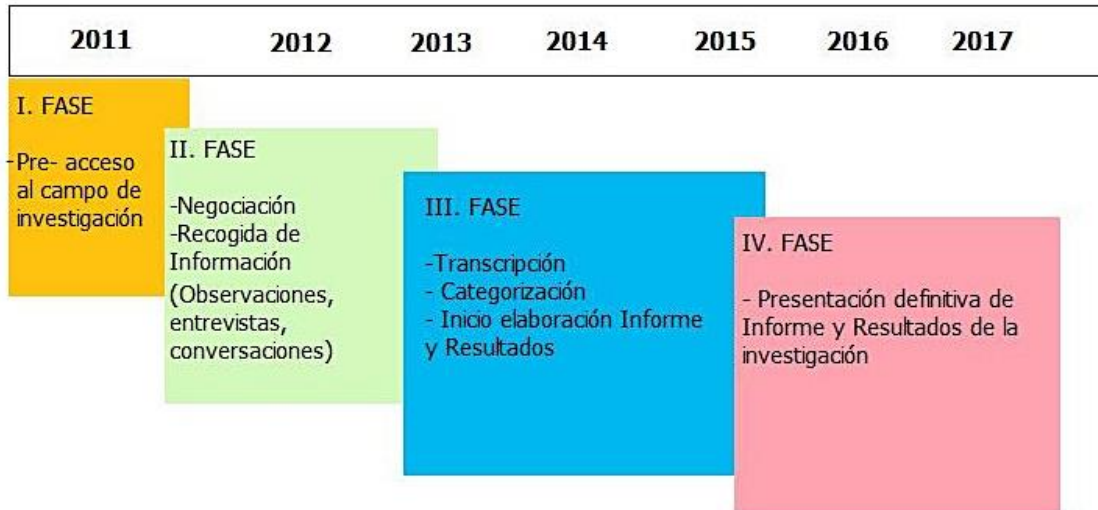 2011 2012 2013 2014 2015 2016 2017
I. FASE
-Pre- acceso
al campo de
investigación
II. FASE
-Negociación
-Recogida de
Información
(Observaciones,
entrevistas,
conversaciones)
III. FASE
-Transcripción
- Categorización
- Inicio elaboración Informe
y Resultados
IV. FASE
- Presentación definitiva de
Informe y Resultados de la
investigación